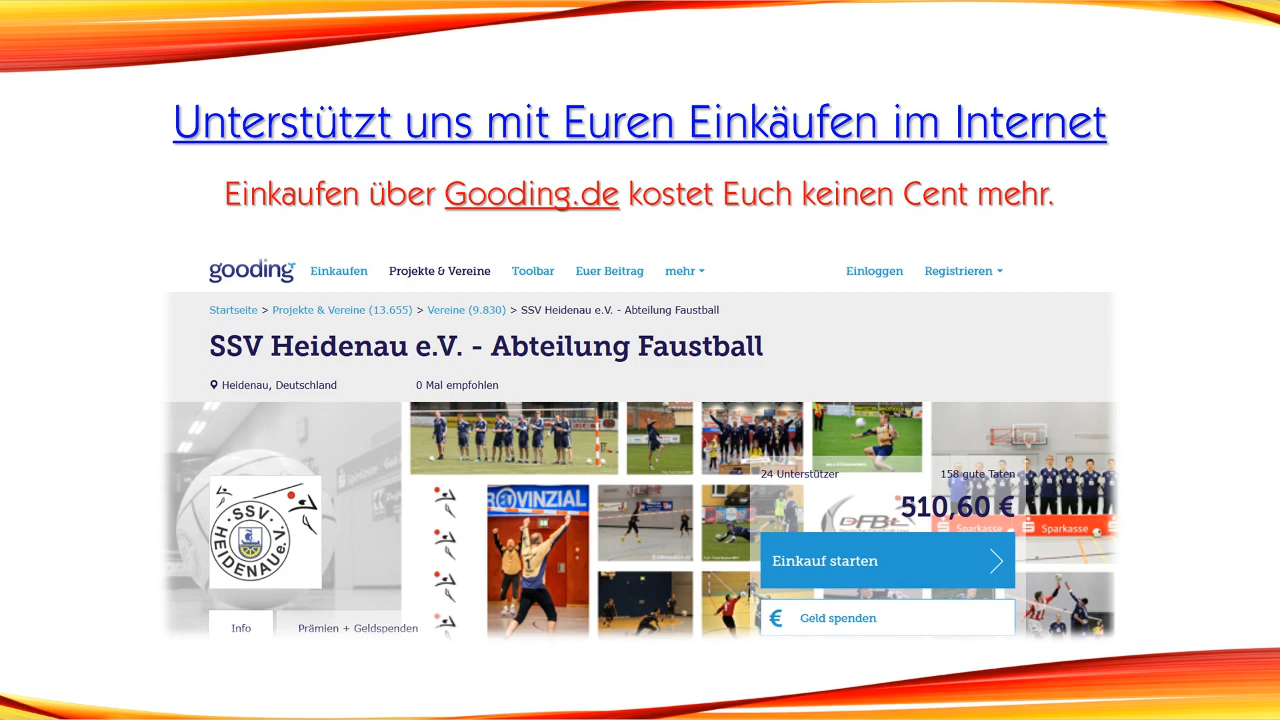 Unterstützt uns mit Euren Einkäufen im Internet
Einkaufen über Gooding.de kostet Euch keinen Cent mehr.
gooding Einkaufen Projekte & Vereine Toolbar Euer Beitrag mehr Einloggen Registrieren
Startseite > Projekte & Vereine (13.655) > Vereine (9.830) > SSV Heidenau e.V. - Abteilung Faustball
SSV Heidenau e.V. - Abteilung Faustball
Heidenau, Deutschland 0 Mal empfohlen
24 Unterstützer 158 gute Taten
510,60 €
SSV
HEIDENAU e.V.
ROVINZIAL
DFBL
Sparkasse
Sparkasse
Einkauf starten
€ Geld spenden
Info Prämien + Geldspenden